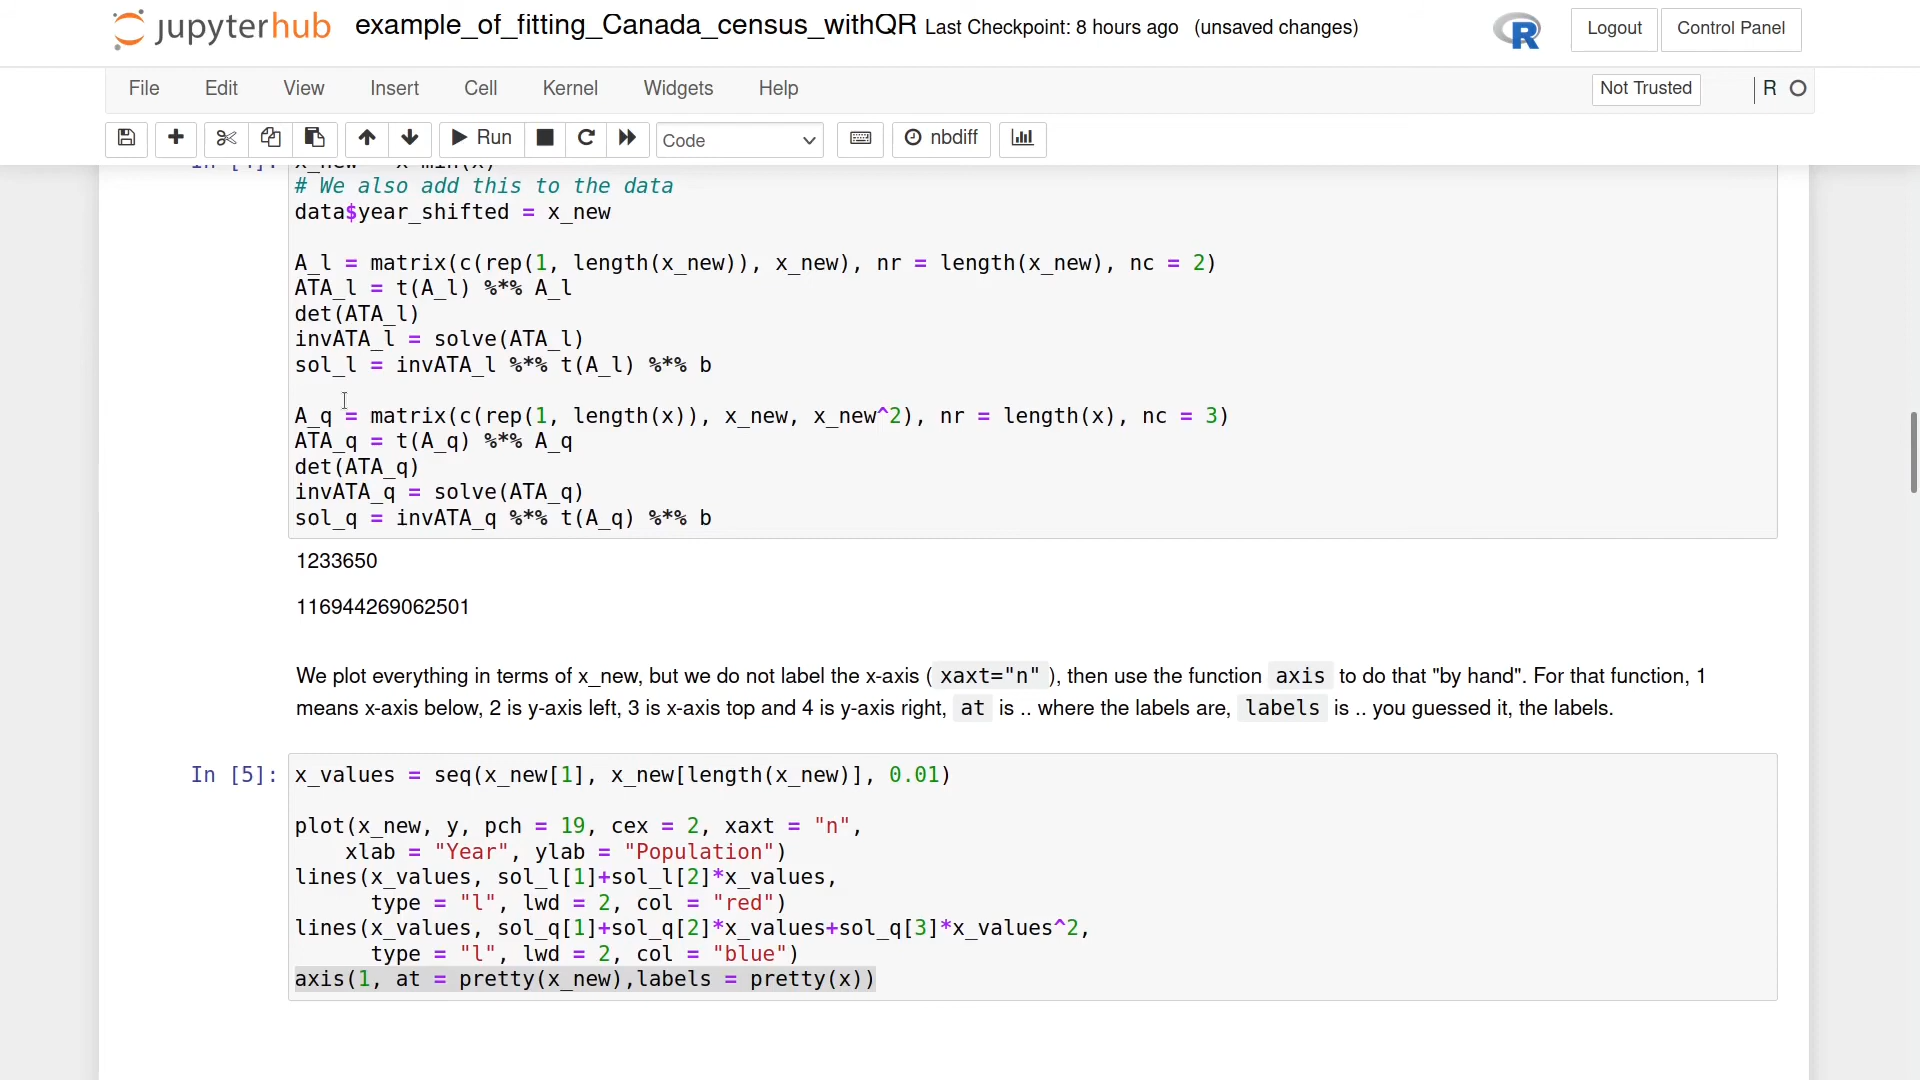 jupyterhub example_of_fitting_Canada_census_withQR Last Checkpoint: 8 hours ago (unsaved changes) R Logout Control Panel
File Edit View Insert Cell Kernel Widgets Help Not Trusted R
Run Code nbdiff
In [4]: x_new = x-min(x)
# We also add this to the data
data$year_shifted = x_new
A_l = matrix(c(rep(1, length(x_new)), x_new), nr = length(x_new), nc = 2)
ATA_l = t(A_l) %*% A_l
det(ATA_l)
invATA_l = solve(ATA_l)
sol_l = invATA_l %*% t(A_l) %*% b
A_q = matrix(c(rep(1, length(x)), x_new, x_new^2), nr = length(x), nc = 3)
ATA_q = t(A_q) %*% A_q
det(ATA_q)
invATA_q = solve(ATA_q)
sol_q = invATA_q %*% t(A_q) %*% b
1233650
116944269062501
We plot everything in terms of x_new, but we do not label the x-axis ( xaxt="n" ), then use the function axis to do that "by hand". For that function, 1
means x-axis below, 2 is y-axis left, 3 is x-axis top and 4 is y-axis right, at is .. where the labels are, labels is .. you guessed it, the labels.
In [5]: x_values = seq(x_new[1], x_new[length(x_new)], 0.01)
plot(x_new, y, pch = 19, cex = 2, xaxt = "n",
xlab = "Year", ylab = "Population")
lines(x_values, sol_l[1]+sol_l[2]*x_values,
type = "l", lwd = 2, col = "red")
lines(x_values, sol_q[1]+sol_q[2]*x_values+sol_q[3]*x_values^2,
type = "l", lwd = 2, col = "blue")
axis(1, at = pretty(x_new),labels = pretty(x))